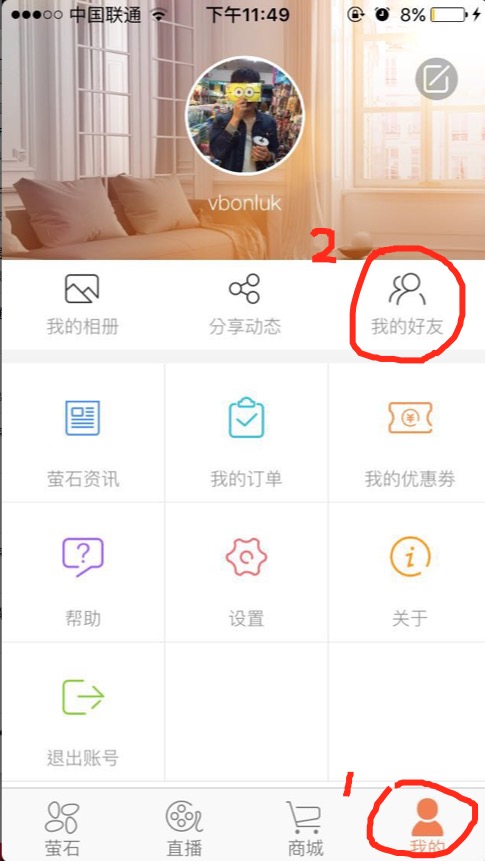 中国联通 下午11:49 8%
vbonluk
2
我的相册 分享动态 我的好友
萤石资讯 我的订单 我的优惠券
帮助 设置 关于
退出账号
1
萤石 直播 商城 我的